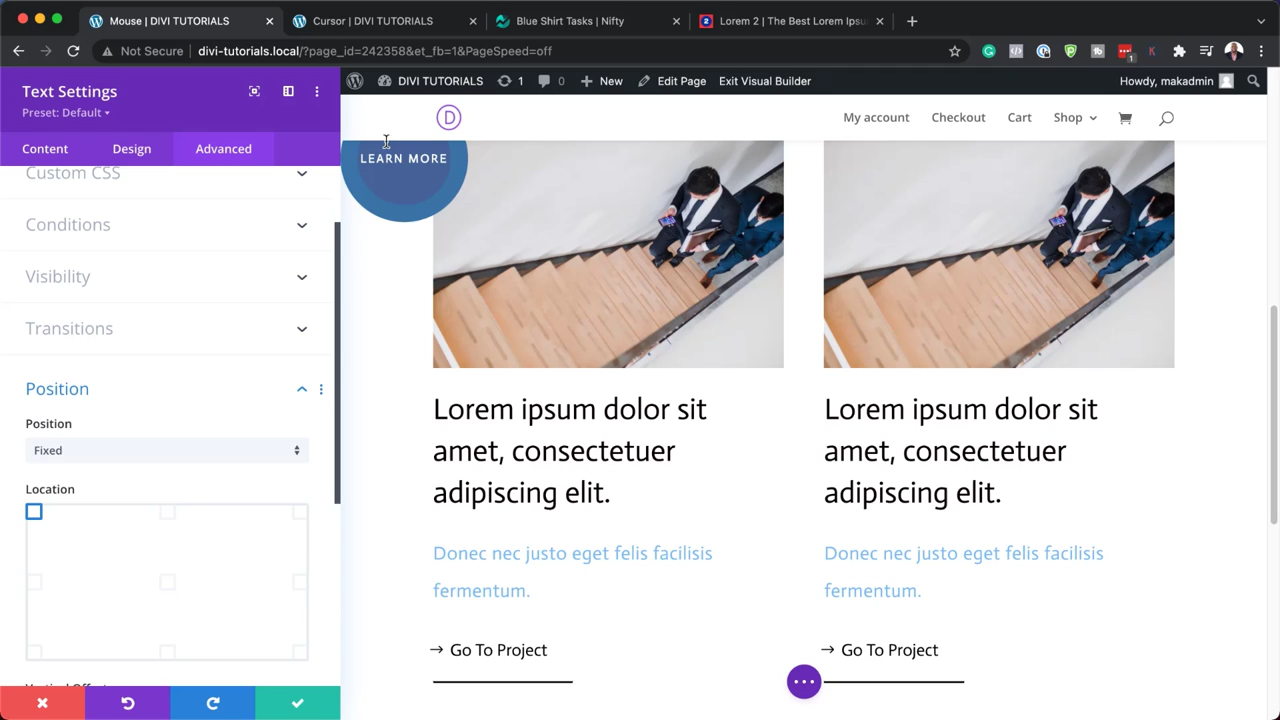 Mouse | DIVI TUTORIALS
Cursor | DIVI TUTORIALS
Blue Shirt Tasks | Nifty
Lorem 2 | The Best Lorem Ipsu
Not Secure
divi-tutorials.local/?page_id=242358&et_fb=1&PageSpeed=off
Text Settings
Preset: Default
Content
Design
Advanced
Custom CSS
Conditions
Visibility
Transitions
Position
Position
Fixed
Location
DIVI TUTORIALS
1
0
New
Edit Page
Exit Visual Builder
Howdy, makadmin
D
My account
Checkout
Cart
Shop
LEARN MORE
Lorem ipsum dolor sit
amet, consectetuer
adipiscing elit.
Donec nec justo eget felis facilisis
fermentum.
→ Go To Project
Lorem ipsum dolor sit
amet, consectetuer
adipiscing elit.
Donec nec justo eget felis facilisis
fermentum.
→ Go To Project